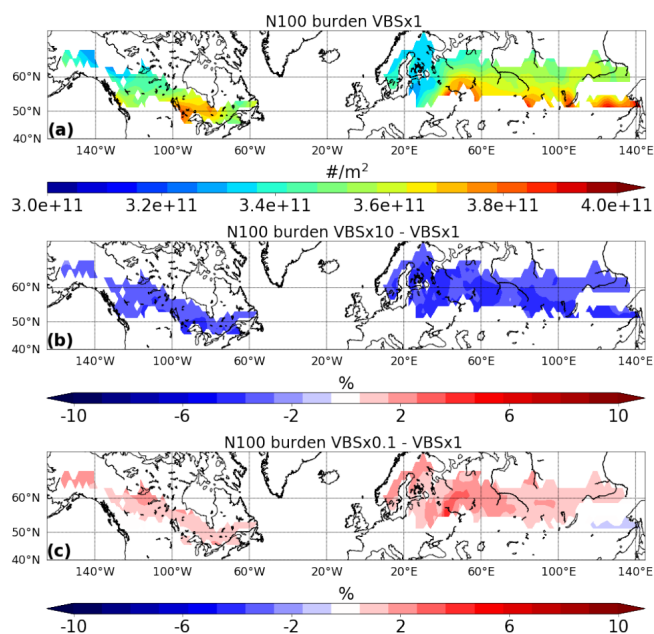 N100 burden VBSx1
60°N
50°N
40°N
(a)
140°W 100°W 60°W 20°W 20°E 60°E 100°E 140°E
#/m²
3.0e+11 3.2e+11 3.4e+11 3.6e+11 3.8e+11 4.0e+11
N100 burden VBSx10 - VBSx1
60°N
50°N
40°N
(b)
140°W 100°W 60°W 20°W 20°E 60°E 100°E 140°E
%
-10 -6 -2 2 6 10
N100 burden VBSx0.1 - VBSx1
60°N
50°N
40°N
(c)
140°W 100°W 60°W 20°W 20°E 60°E 100°E 140°E
%
-10 -6 -2 2 6 10